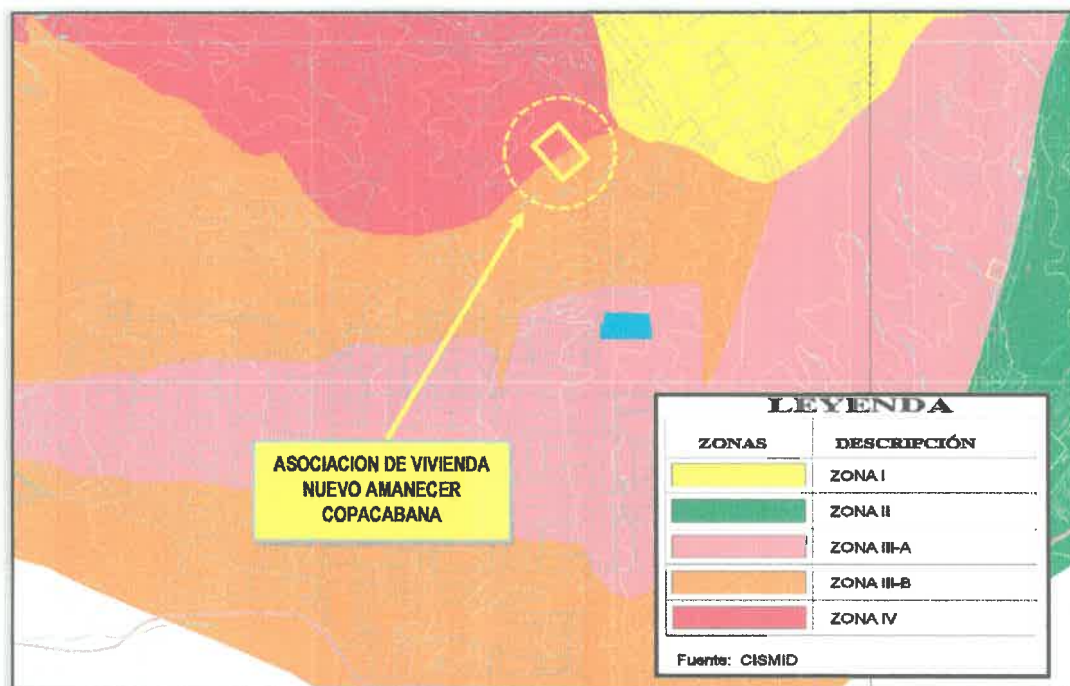 ASOCIACION DE VIVIENDA
NUEVO AMANECER
COPACABANA
LEYENDA
ZONAS DESCRIPCIÓN
ZONA I
ZONA II
ZONA III-A
ZONA III-B
ZONA IV
Fuente: CISMID